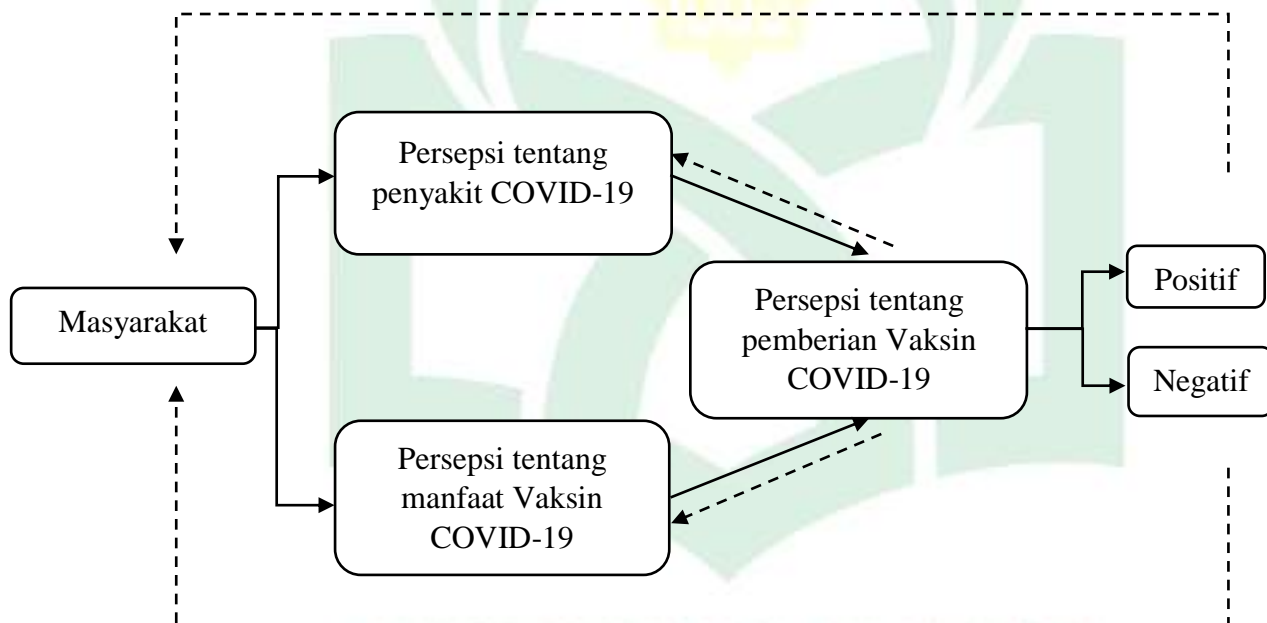 Persepsi tentang
penyakit COVID-19
Masyarakat
Persepsi tentang
pemberian Vaksin
COVID-19
Positif
Negatif
Persepsi tentang
manfaat Vaksin
COVID-19